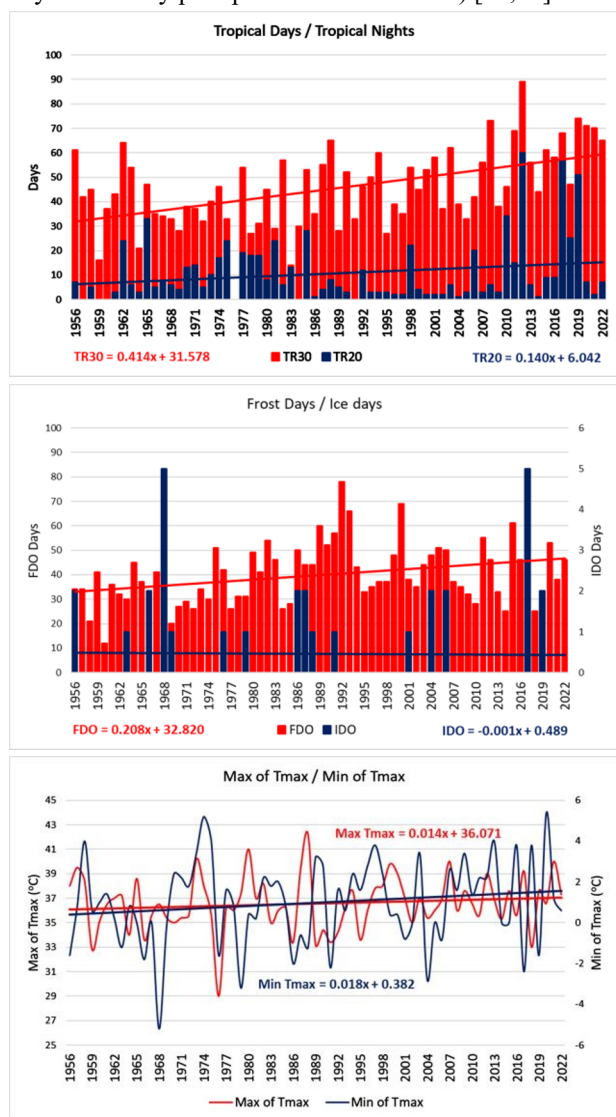 Tropical Days / Tropical Nights
100
90
80
70
60
50
40
30
20
10
0
Days
1956 1959 1962 1965 1968 1971 1974 1977 1980 1983 1986 1989 1992 1995 1998 2001 2004 2007 2010 2013 2016 2019 2022
TR30 = 0.414x + 31.578 TR30 TR20 TR20 = 0.140x + 6.042
Frost Days / Ice days
100
90
80
70
60
50
40
30
20
10
0
FDO Days
6
5
4
3
2
1
0
IDO Days
1956 1959 1962 1965 1968 1971 1974 1977 1980 1983 1986 1989 1992 1995 1998 2001 2004 2007 2010 2013 2016 2019 2022
FDO = 0.208x + 32.820 FDO IDO IDO = -0.001x + 0.489
Max of Tmax / Min of Tmax
45
43
41
39
37
35
33
31
29
27
25
Max of Tmax (ºC)
6
4
2
0
-2
-4
-6
Min of Tmax (ºC)
Max Tmax = 0.014x + 36.071
Min Tmax = 0.018x + 0.382
1956 1959 1962 1965 1968 1971 1974 1977 1980 1983 1986 1989 1992 1995 1998 2001 2004 2007 2010 2013 2016 2019 2022
Max of Tmax Min of Tmax